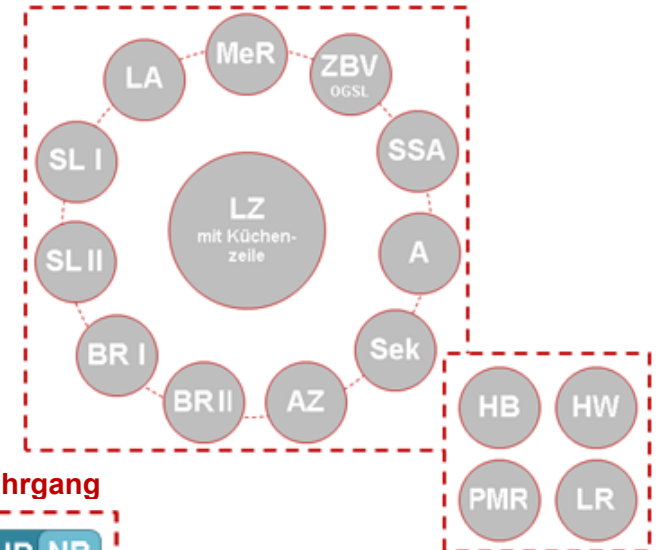 MeR
LA
ZBV
OGSL
SL I
SSA
LZ
mit Küchen-
zeile
SL II
A
BR I
Sek
BR II
AZ
HB
HW
PMR
LR
hrgang
NP